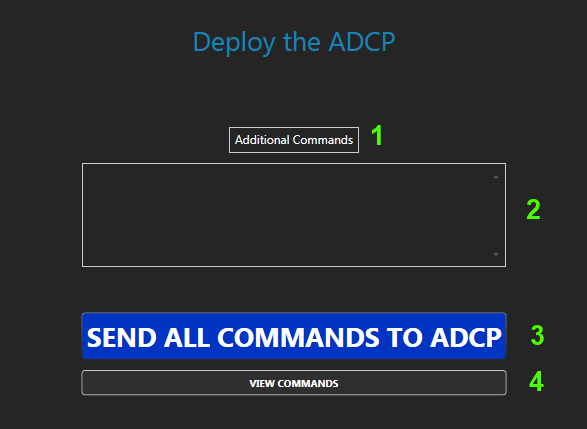 Deploy the ADCP
Additional Commands 1
2
SEND ALL COMMANDS TO ADCP 3
VIEW COMMANDS 4